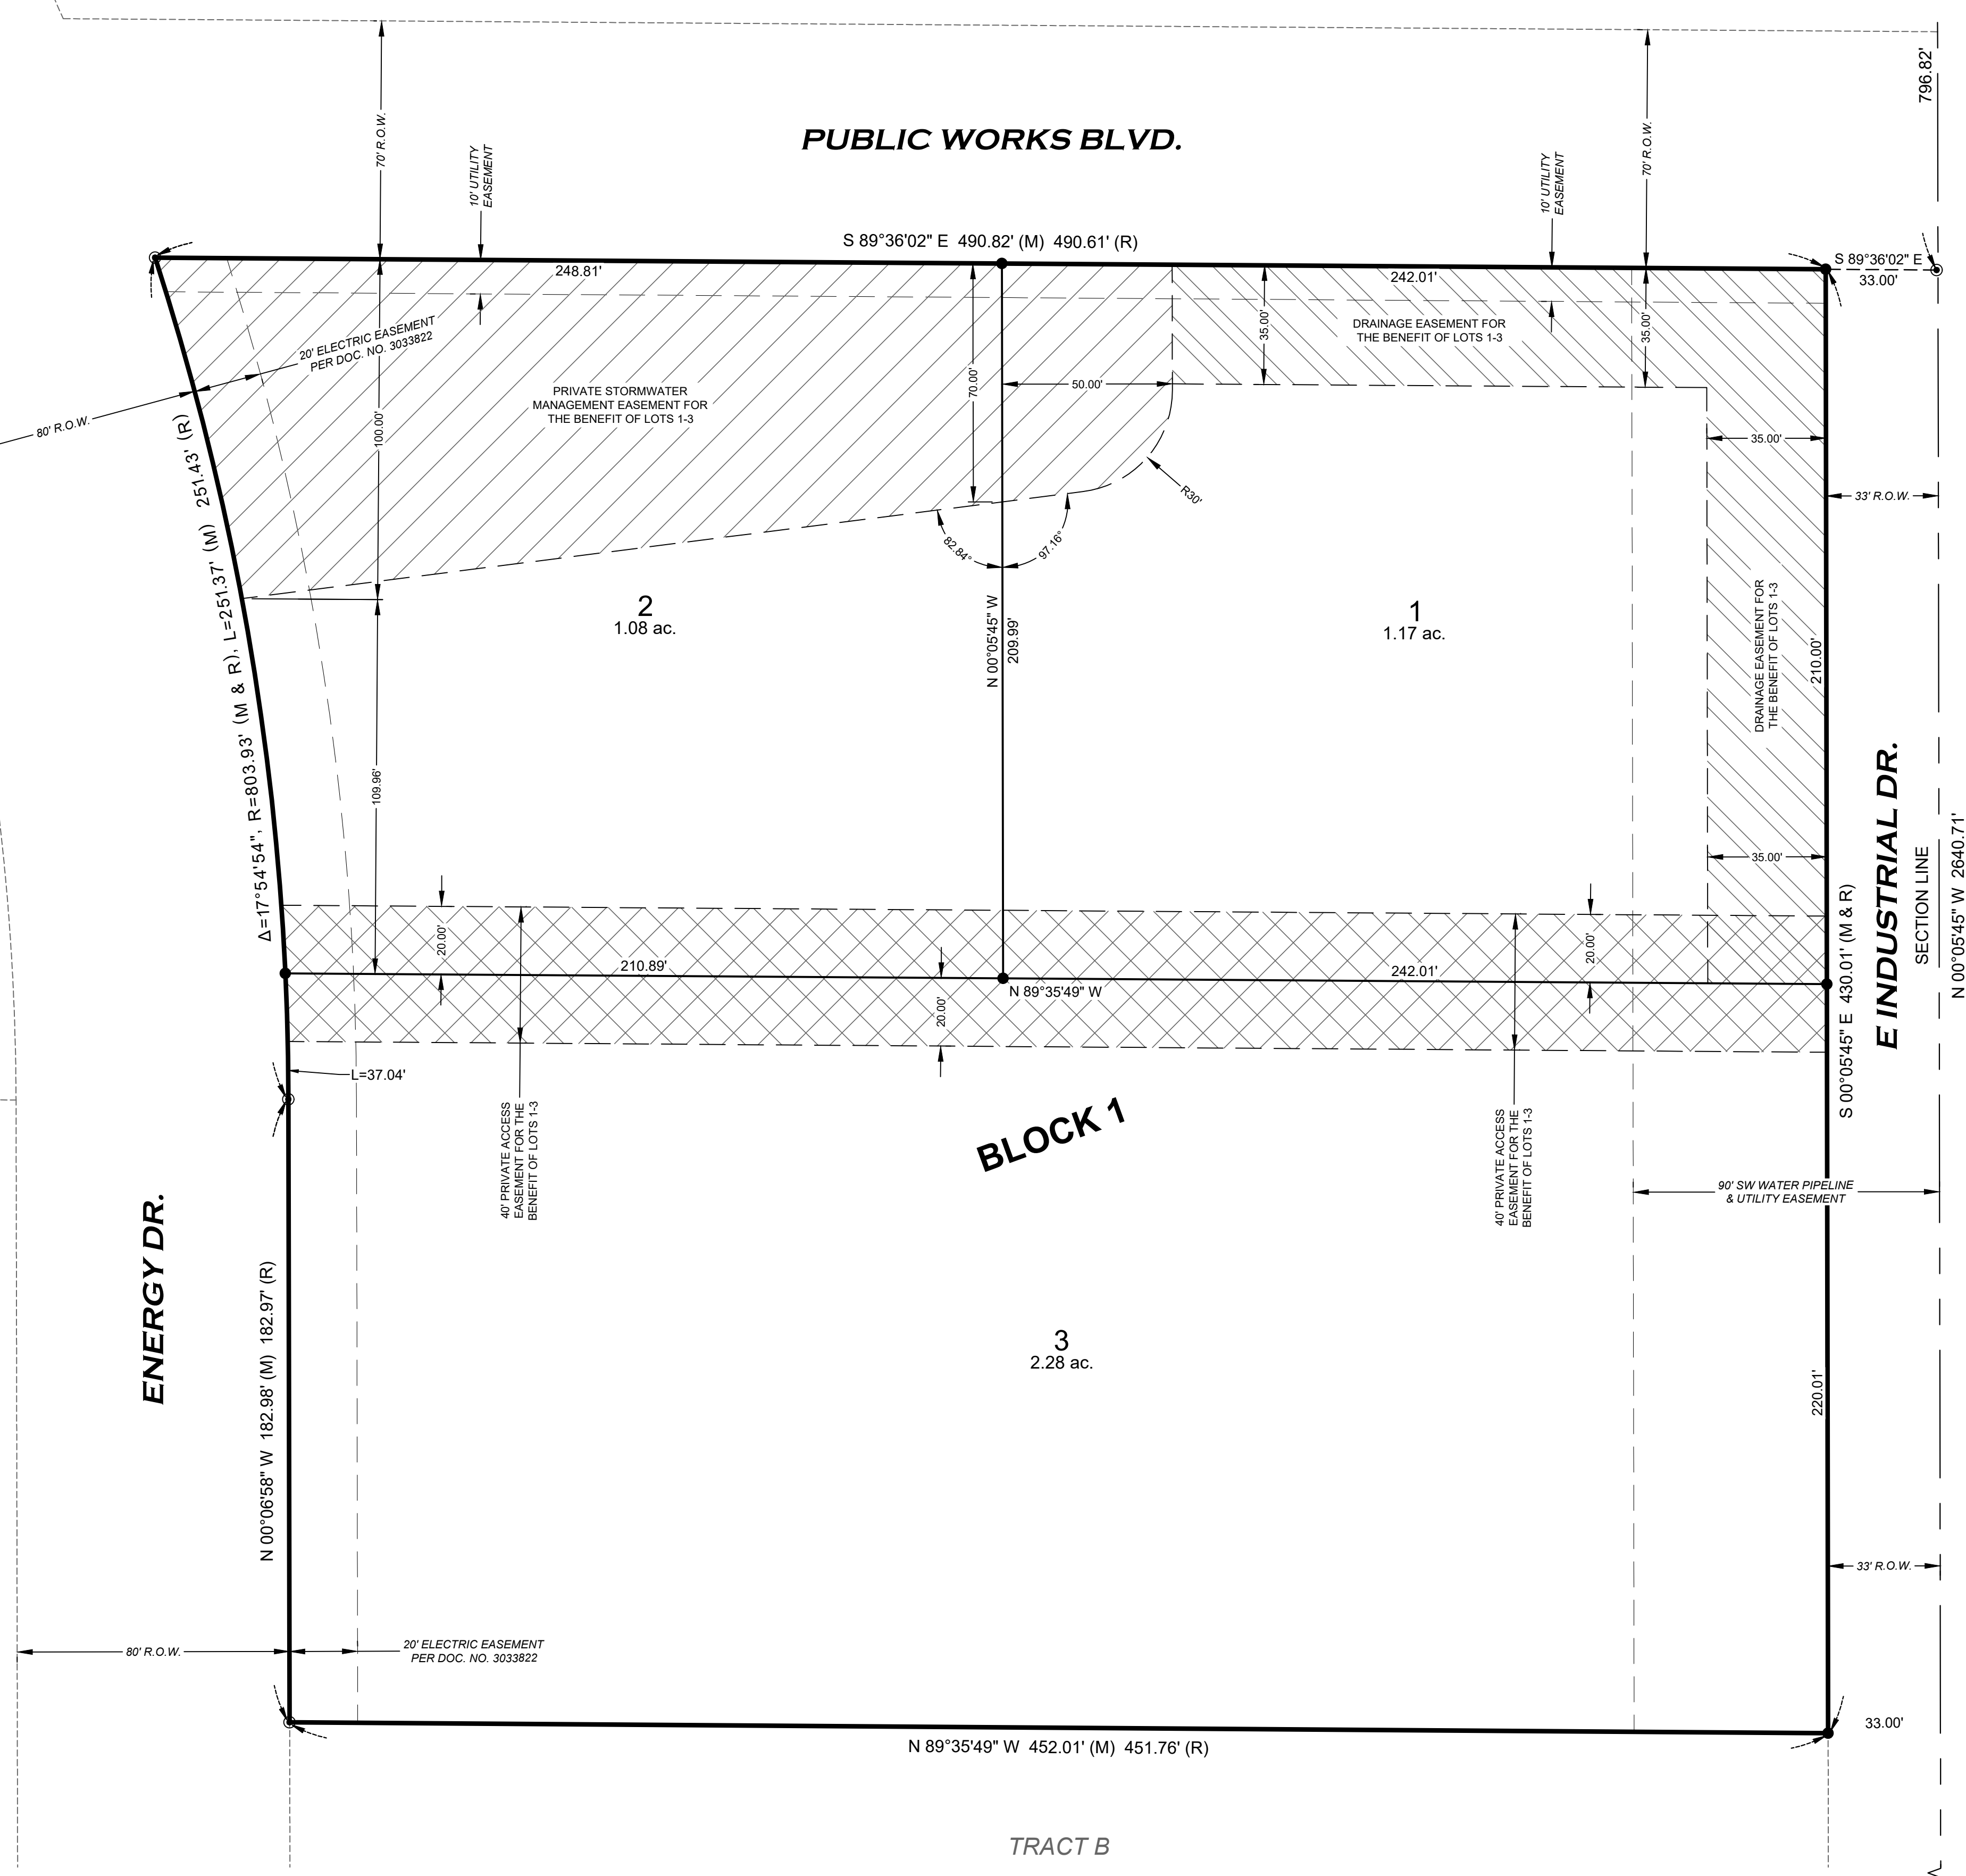 796.82'
70' R.O.W.
70' R.O.W.
PUBLIC WORKS BLVD.
10' UTILITY
EASEMENT
10' UTILITY
EASEMENT
S 89°36'02" E  490.82' (M)  490.61' (R)
S 89°36'02" E
33.00'
248.81'
242.01'
20' ELECTRIC EASEMENT
PER DOC. NO. 3033822
80' R.O.W.
100.00'
PRIVATE STORMWATER
MANAGEMENT EASEMENT FOR
THE BENEFIT OF LOTS 1-3
70.00'
50.00'
35.00'
DRAINAGE EASEMENT FOR
THE BENEFIT OF LOTS 1-3
35.00'
35.00'
R30'
33' R.O.W.
82.84°
97.16°
2
1.08 ac.
N 00°05'45" W
209.99'
1
1.17 ac.
DRAINAGE EASEMENT FOR
THE BENEFIT OF LOTS 1-3
210.00'
Δ=17°54'54", R=803.93' (M & R), L=251.37' (M)  251.43' (R)
109.96'
35.00'
E INDUSTRIAL DR.
SECTION LINE
N 00°05'45" W  2640.71'
S 00°05'45" E  430.01' (M & R)
20.00'
20.00'
210.89'
242.01'
N 89°35'49" W
20.00'
L=37.04'
40' PRIVATE ACCESS
EASEMENT FOR THE
BENEFIT OF LOTS 1-3
BLOCK 1
40' PRIVATE ACCESS
EASEMENT FOR THE
BENEFIT OF LOTS 1-3
90' SW WATER PIPELINE
& UTILITY EASEMENT
ENERGY DR.
N 00°06'58" W  182.98' (M)  182.97' (R)
3
2.28 ac.
220.01'
33' R.O.W.
80' R.O.W.
20' ELECTRIC EASEMENT
PER DOC. NO. 3033822
33.00'
N 89°35'49" W  452.01' (M)  451.76' (R)
TRACT B